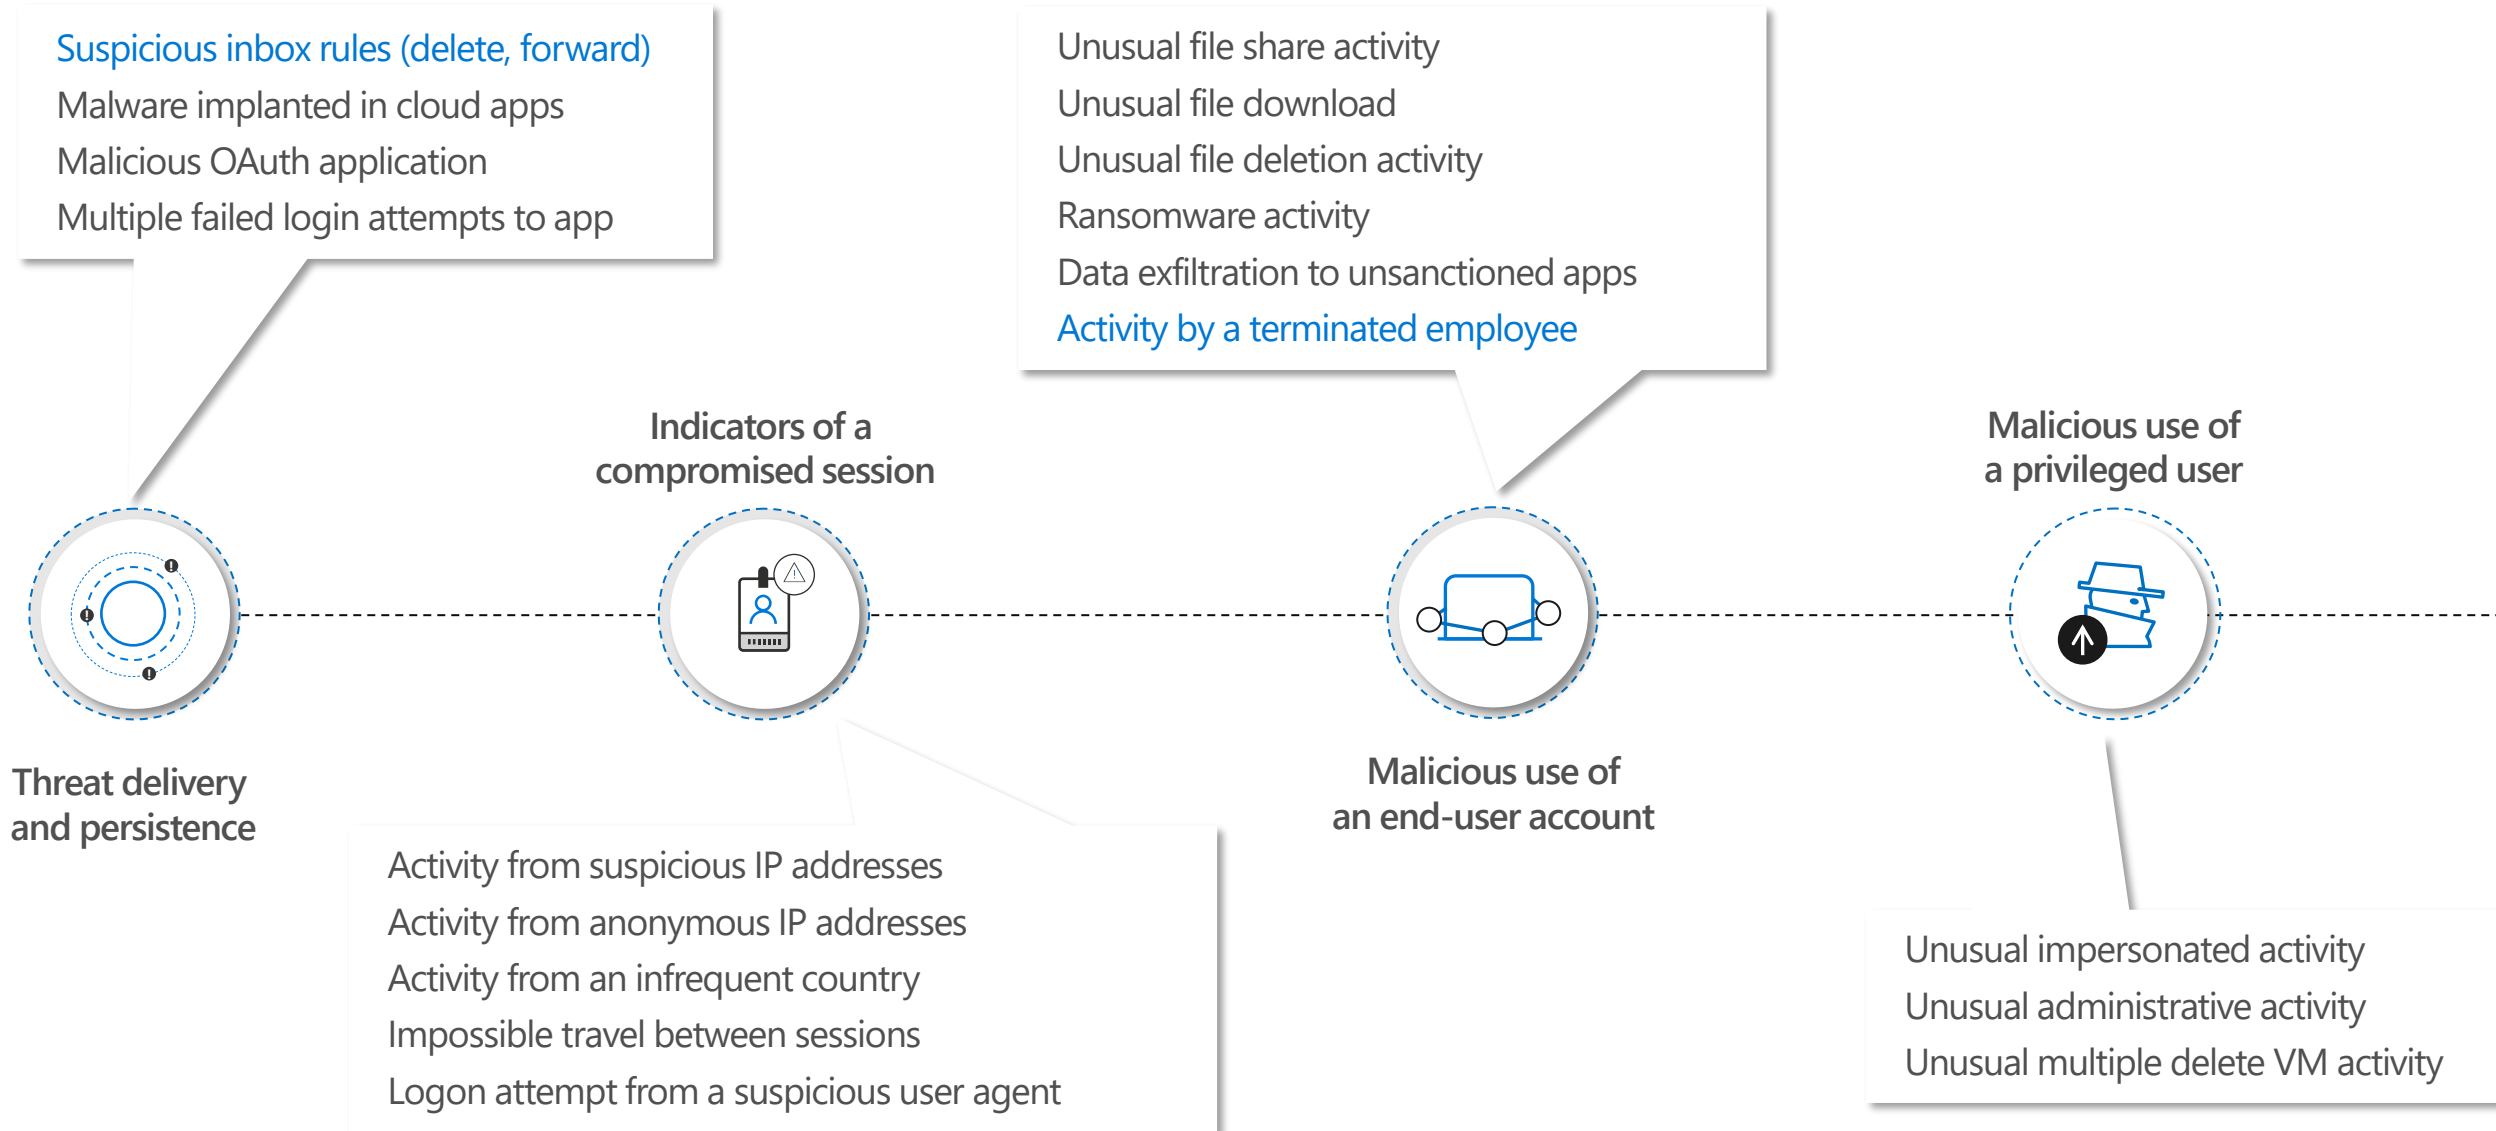 Suspicious inbox rules (delete, forward)
Malware implanted in cloud apps
Malicious OAuth application
Multiple failed login attempts to app
Threat delivery
and persistence
Indicators of a
compromised session
Activity from suspicious IP addresses
Activity from anonymous IP addresses
Activity from an infrequent country
Impossible travel between sessions
Logon attempt from a suspicious user agent
Unusual file share activity
Unusual file download
Unusual file deletion activity
Ransomware activity
Data exfiltration to unsanctioned apps
Activity by a terminated employee
Malicious use of
an end-user account
Malicious use of
a privileged user
Unusual impersonated activity
Unusual administrative activity
Unusual multiple delete VM activity